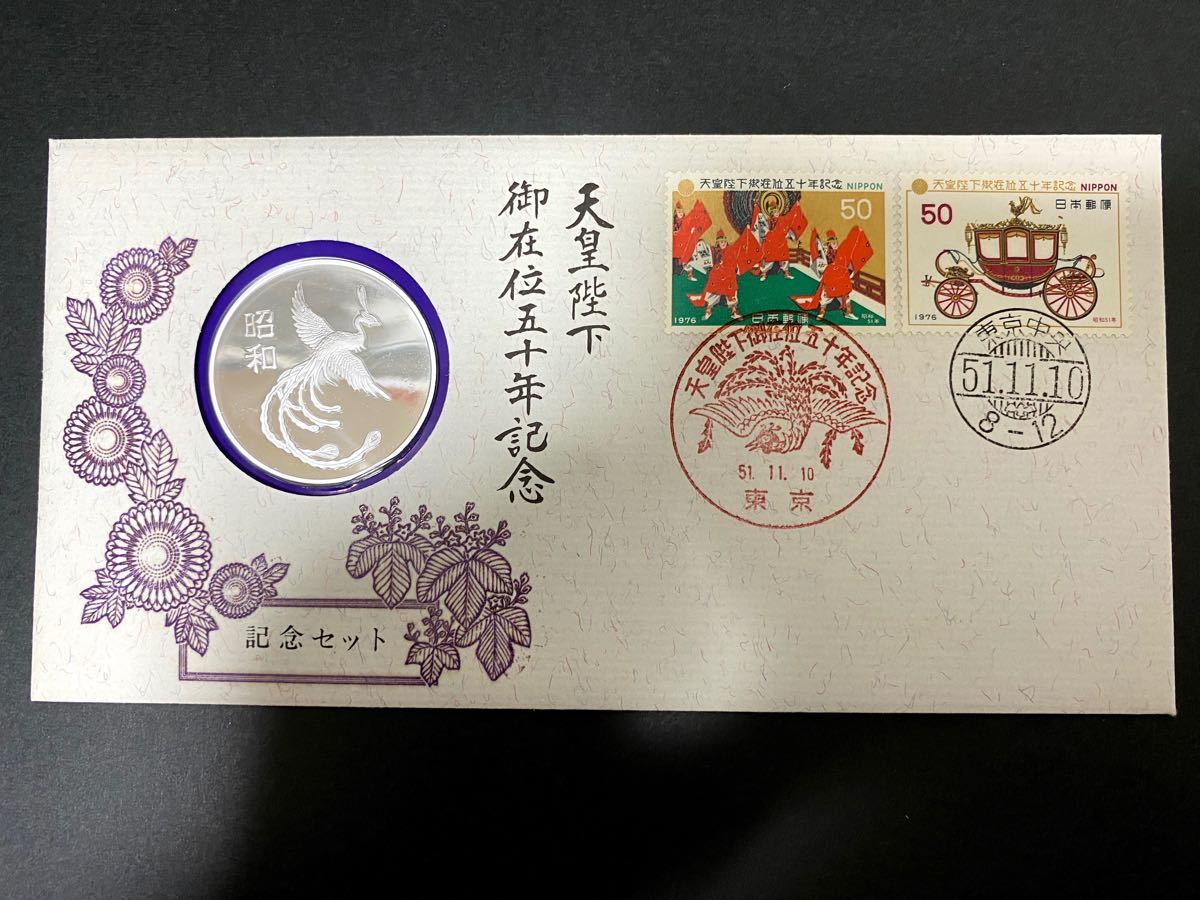 天皇陛下
御在位五十年記念
昭和
記念セット
天皇陛下御在位五十年記念 NIPPON
50
1976
日本郵便
昭和51年
天皇陛下御在位五十年記念 NIPPON
50
日本郵便
1976
昭和51年
天皇陛下御在位五十年記念
51.11.10
東京
東京中央
51.11.10
8-12